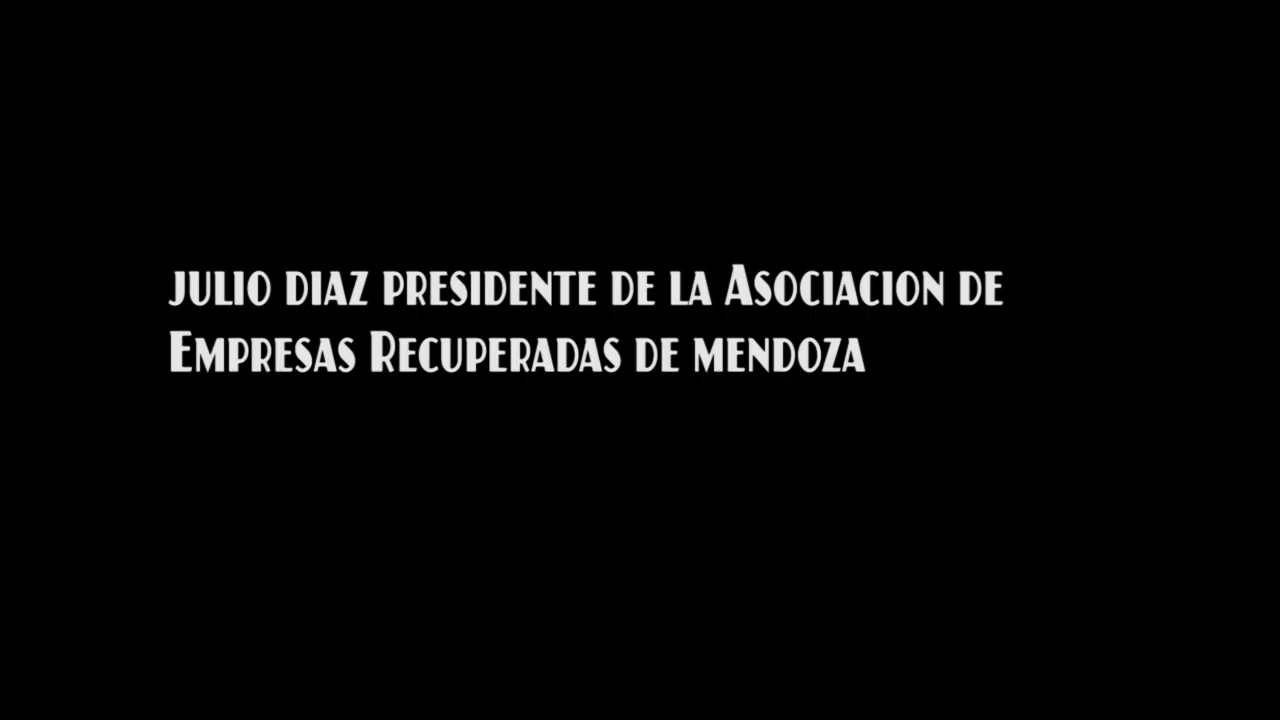 julio diaz presidente de la Asociacion de
Empresas Recuperadas de mendoza